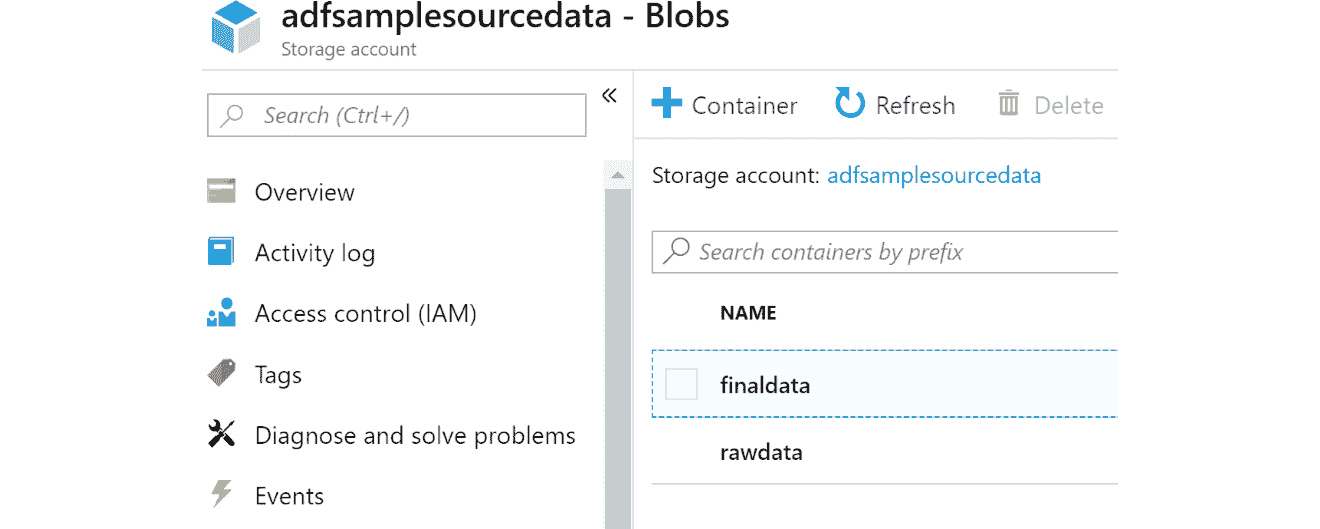 adfsamplesourcedata - Blobs
Storage account
Search (Ctrl+/)
«
Overview
Activity log
Access control (IAM)
Tags
Diagnose and solve problems
Events
Container
Refresh
Delete
Storage account: adfsamplesourcedata
Search containers by prefix
NAME
finaldata
rawdata